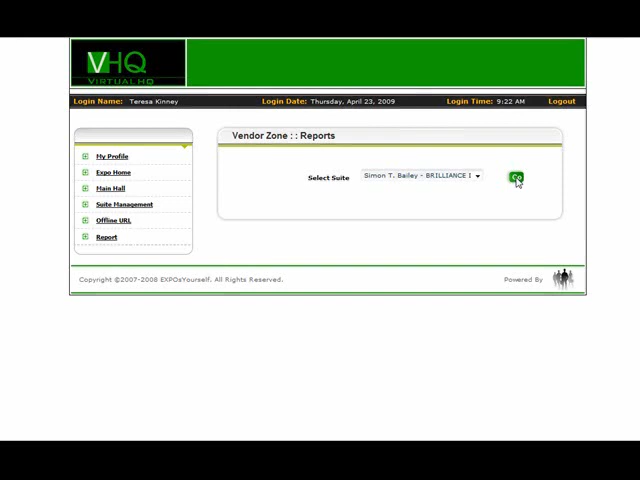 VHQ
VIRTUALHQ
Login Name: Teresa Kinney Login Date: Thursday, April 23, 2009 Login Time: 9:22 AM Logout
Vendor Zone : : Reports
My Profile
Expo Home
Main Hall
Suite Management
Offline URL
Report
Select Suite Simon T. Bailey - BRILLIANCE I Go
Copyright ©2007-2008 EXPOsYourself. All Rights Reserved. Powered By